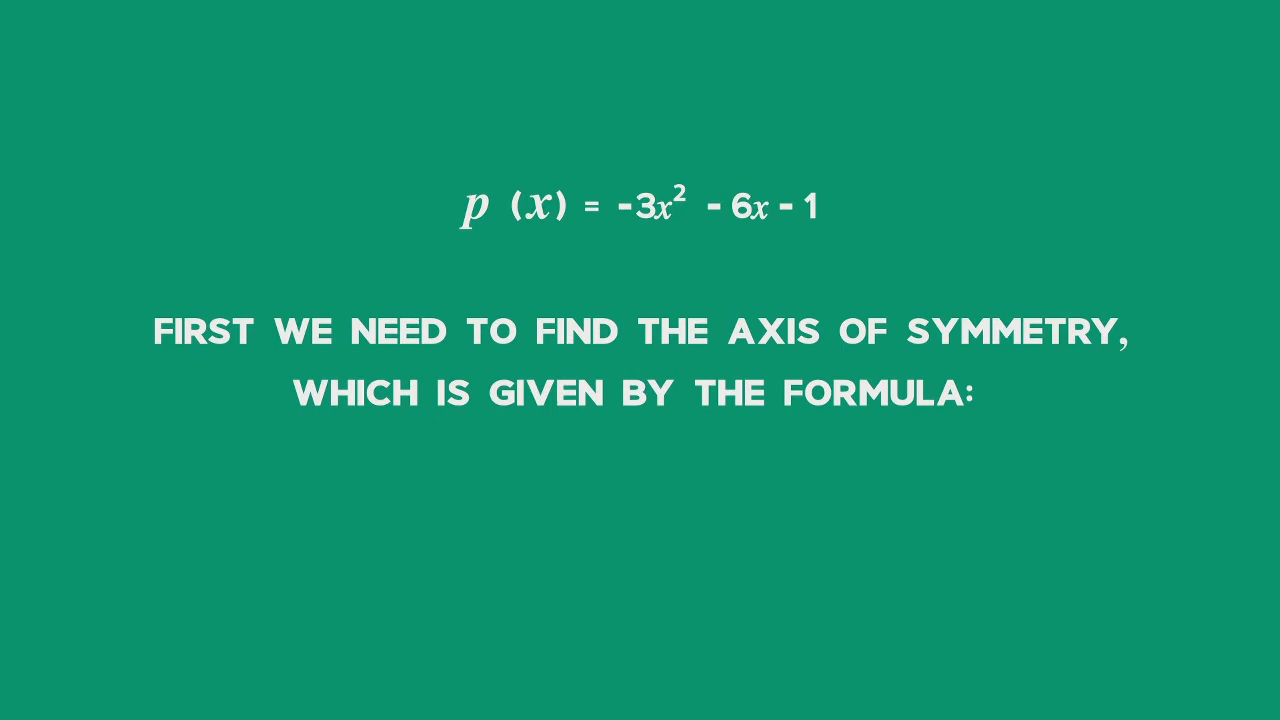 p (x) = -3x² - 6x - 1
FIRST WE NEED TO FIND THE AXIS OF SYMMETRY,
WHICH IS GIVEN BY THE FORMULA: